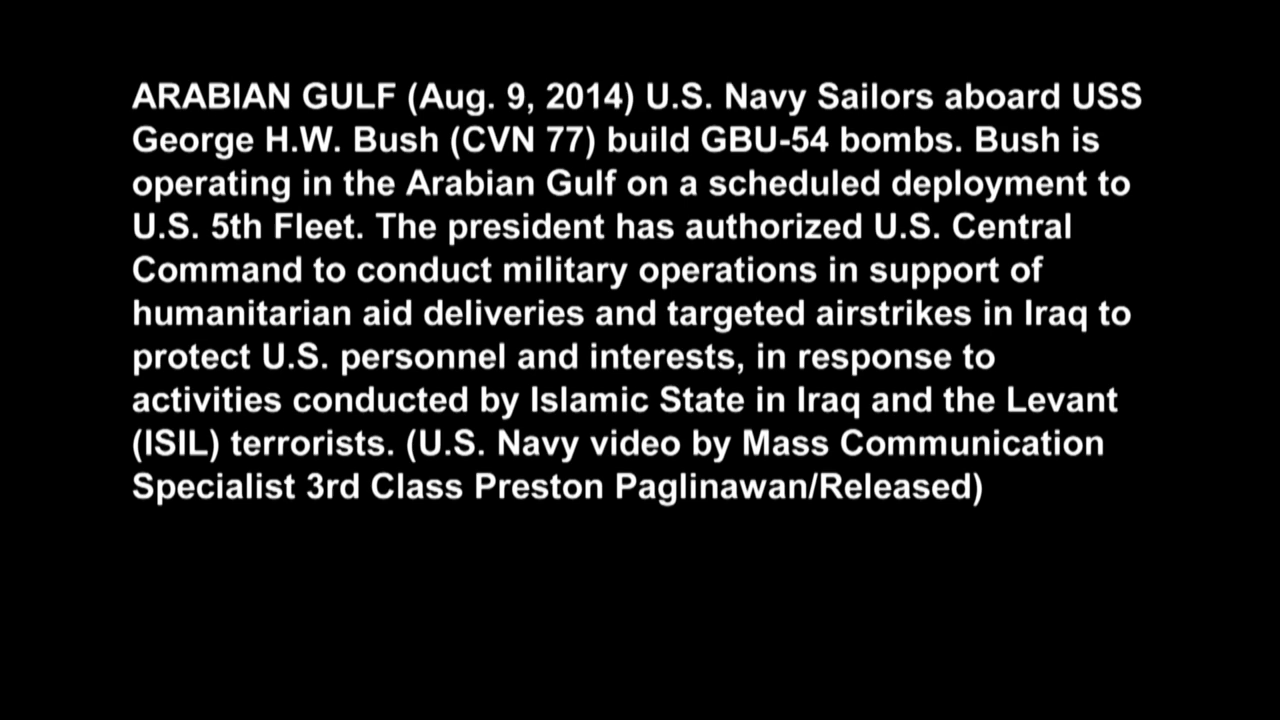 ARABIAN GULF (Aug. 9, 2014) U.S. Navy Sailors aboard USS
George H.W. Bush (CVN 77) build GBU-54 bombs. Bush is
operating in the Arabian Gulf on a scheduled deployment to
U.S. 5th Fleet. The president has authorized U.S. Central
Command to conduct military operations in support of
humanitarian aid deliveries and targeted airstrikes in Iraq to
protect U.S. personnel and interests, in response to
activities conducted by Islamic State in Iraq and the Levant
(ISIL) terrorists. (U.S. Navy video by Mass Communication
Specialist 3rd Class Preston Paglinawan/Released)